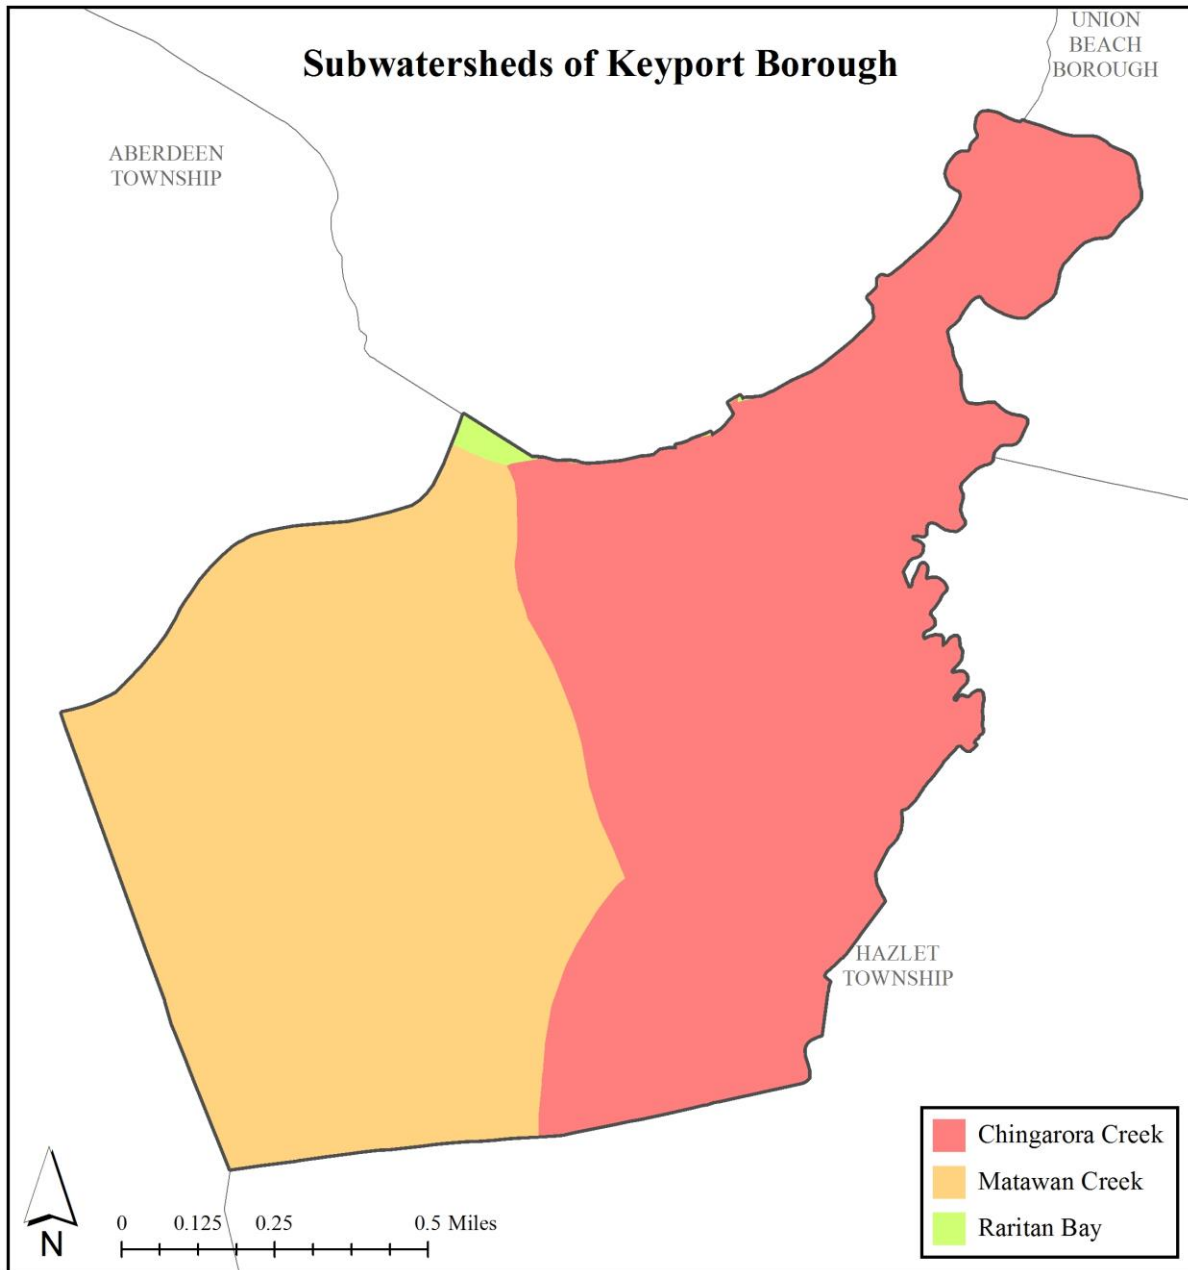 Subwatersheds of Keyport Borough
UNION
BEACH
BOROUGH
ABERDEEN
TOWNSHIP
HAZLET
TOWNSHIP
Chingarora Creek
Matawan Creek
Raritan Bay
N
0 0.125 0.25 0.5 Miles